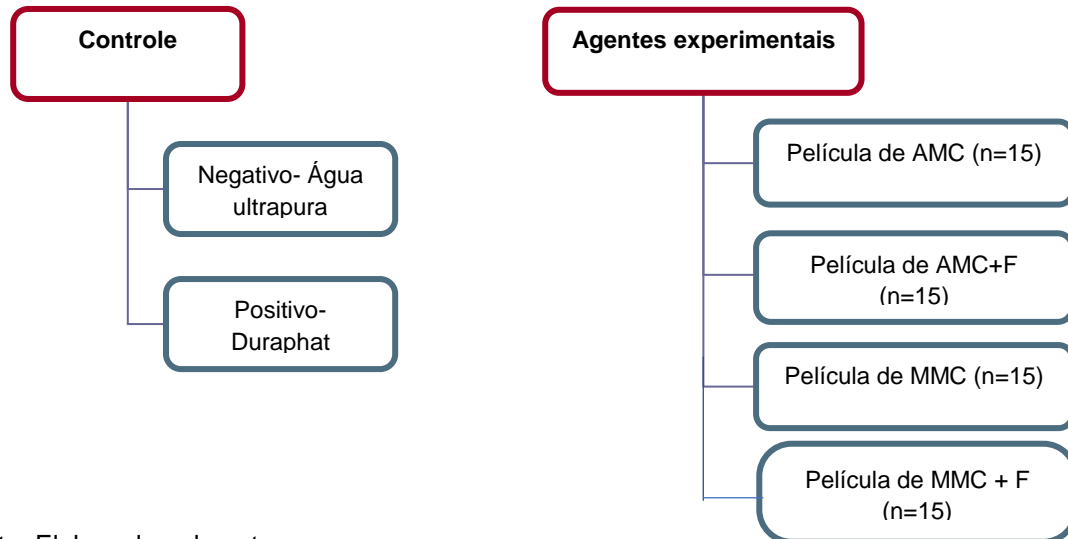 Controle
Negativo- Água
ultrapura
Positivo-
Duraphat
Agentes experimentais
Película de AMC (n=15)
Película de AMC+F
(n=15)
Película de MMC (n=15)
Película de MMC + F
(n=15)